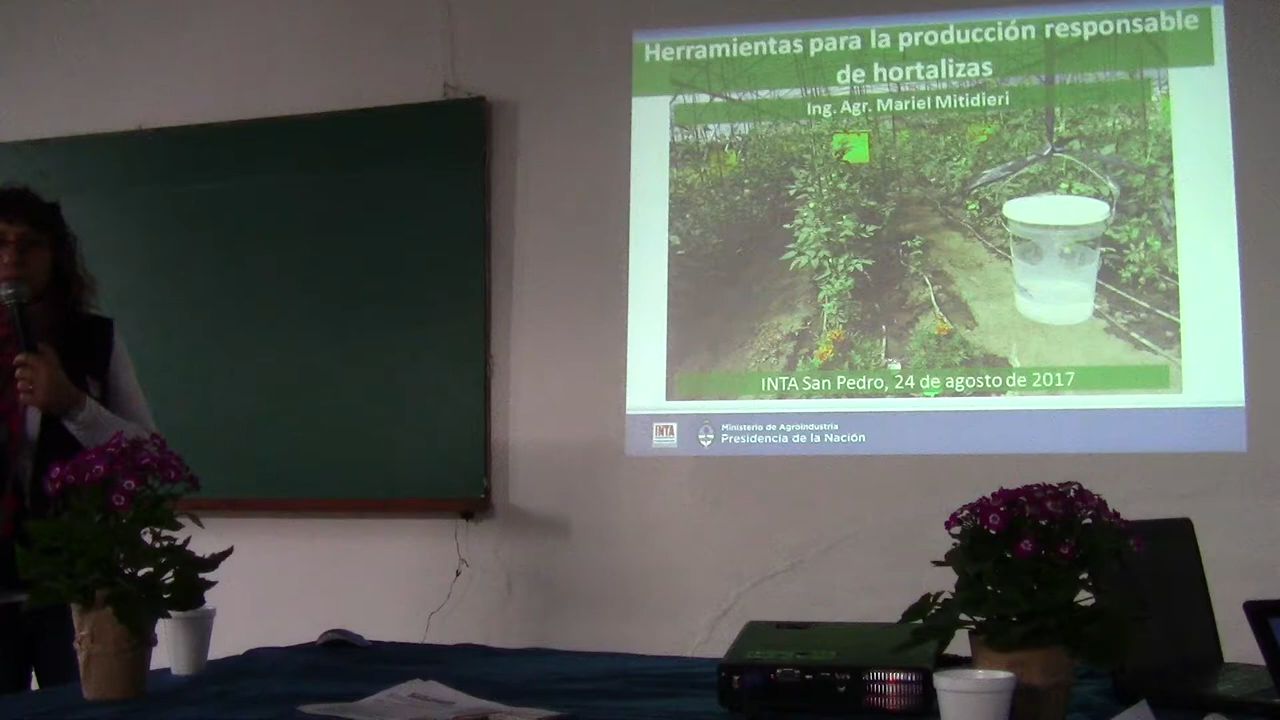 Herramientas para la producción responsable
de hortalizas
Ing. Agr. Mariel Mitidieri
INTA San Pedro, 24 de agosto de 2017
INTA
Ministerio de Agroindustria
Presidencia de la Nación